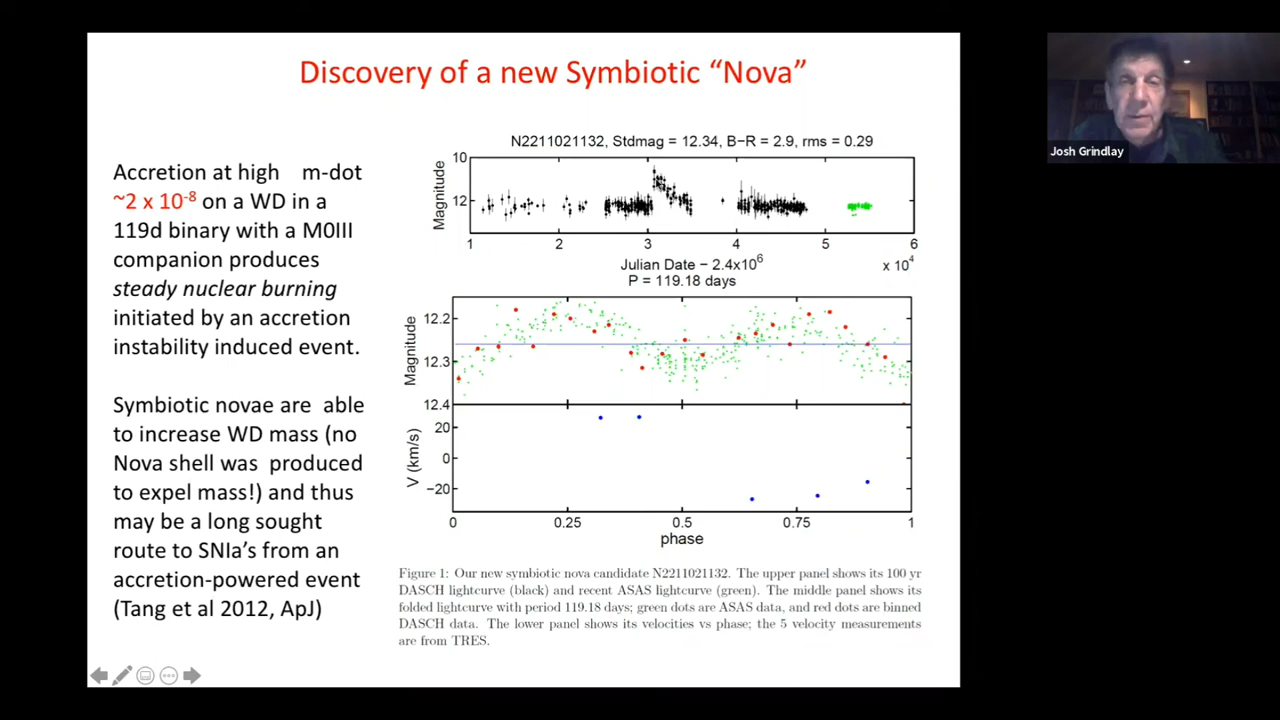 Discovery of a new Symbiotic “Nova”
Accretion at high m-dot
~2 x 10⁻⁸ on a WD in a
119d binary with a M0III
companion produces
steady nuclear burning
initiated by an accretion
instability induced event.
Symbiotic novae are able
to increase WD mass (no
Nova shell was produced
to expel mass!) and thus
may be a long sought
route to SNIa’s from an
accretion-powered event
(Tang et al 2012, ApJ)
N2211021132, Stdmag = 12.34, B−R = 2.9, rms = 0.29
Magnitude
10
12
1 2 3 4 5 6
x 10⁴
Julian Date − 2.4x10⁶
P = 119.18 days
Magnitude
12.2
12.3
12.4
V (km/s)
20
0
−20
0 0.25 0.5 0.75 1
phase
Figure 1: Our new symbiotic nova candidate N2211021132. The upper panel shows its 100 yr
DASCH lightcurve (black) and recent ASAS lightcurve (green). The middle panel shows its
folded lightcurve with period 119.18 days; green dots are ASAS data, and red dots are binned
DASCH data. The lower panel shows its velocities vs phase; the 5 velocity measurements
are from TRES.
Josh Grindlay